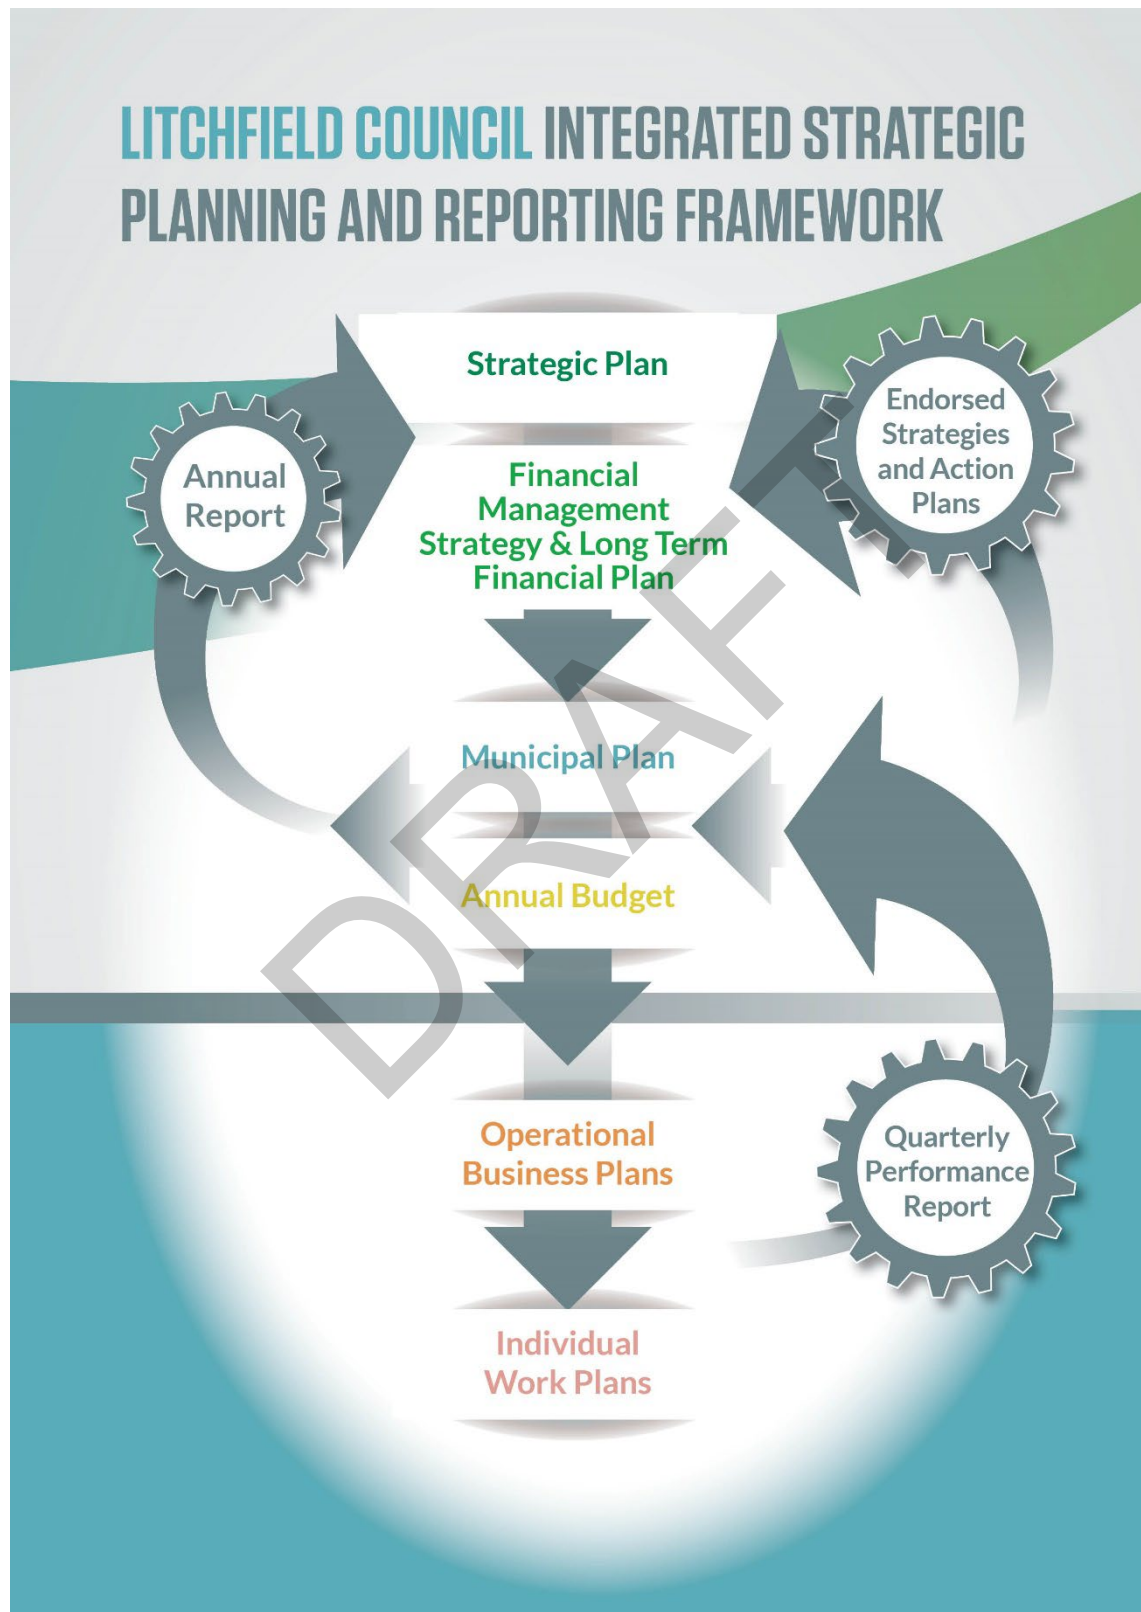 LITCHFIELD COUNCIL INTEGRATED STRATEGIC
PLANNING AND REPORTING FRAMEWORK
Strategic Plan
Endorsed
Strategies
and Action
Plans
Annual
Report
Financial
Management
Strategy & Long Term
Financial Plan
Municipal Plan
Annual Budget
DRAFT
Operational
Business Plans
Quarterly
Performance
Report
Individual
Work Plans